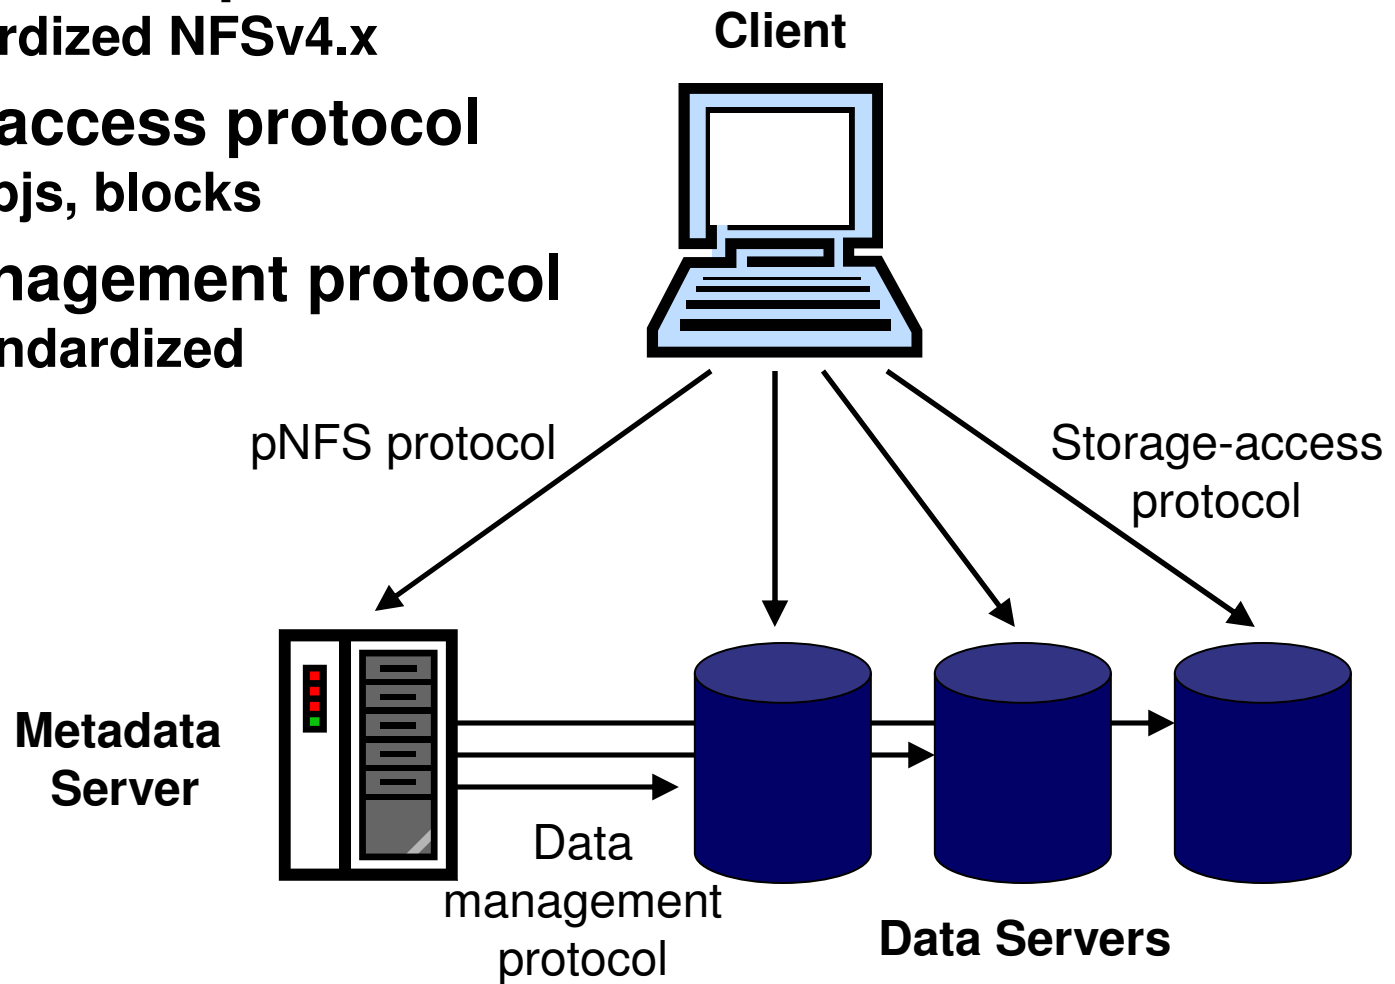 rdized NFSv4.x
access protocol
ojs, blocks
nagement protocol
ndardized
Client
pNFS protocol
Storage-access
protocol
Metadata
Server
Data
management
protocol
Data Servers